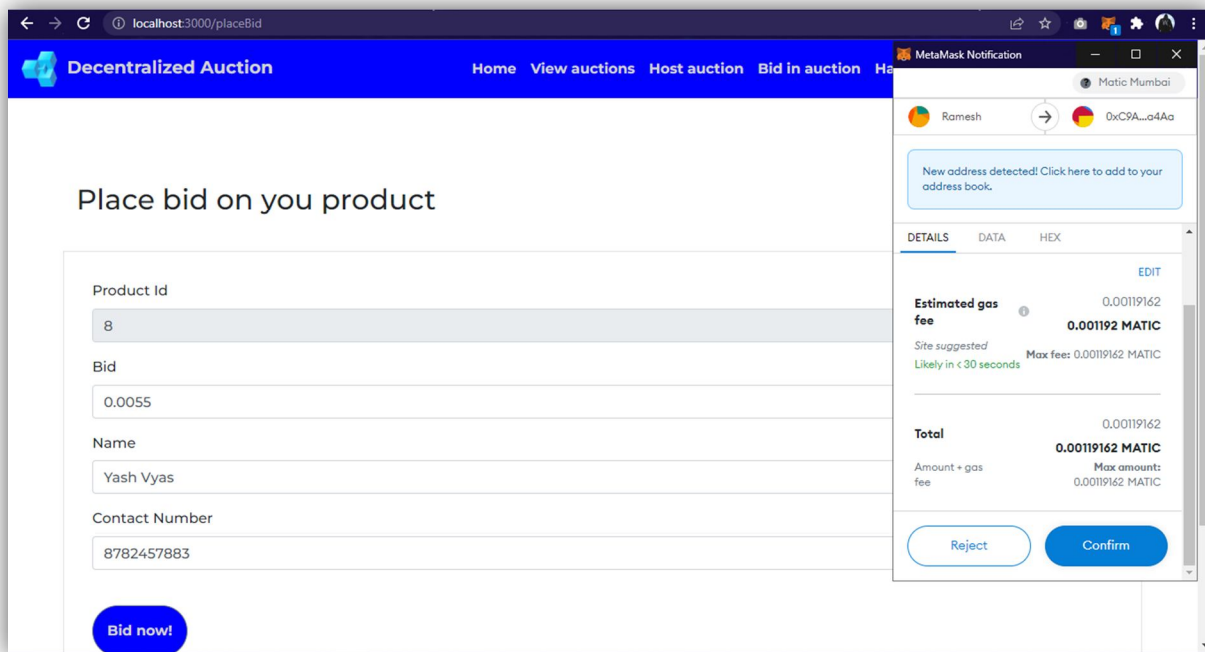 localhost:3000/placeBid
1
Decentralized Auction
Home View auctions Host auction Bid in auction Ha
Place bid on you product
Product Id
8
Bid
0.0055
Name
Yash Vyas
Contact Number
8782457883
Bid now!
MetaMask Notification
Matic Mumbai
Ramesh
0xC9A...a4Aa
New address detected! Click here to add to your
address book.
DETAILS DATA HEX
EDIT
Estimated gas
fee
0.00119162
0.001192 MATIC
Site suggested
Likely in < 30 seconds
Max fee: 0.00119162 MATIC
Total
0.00119162
0.00119162 MATIC
Amount + gas
fee
Max amount:
0.00119162 MATIC
Reject
Confirm